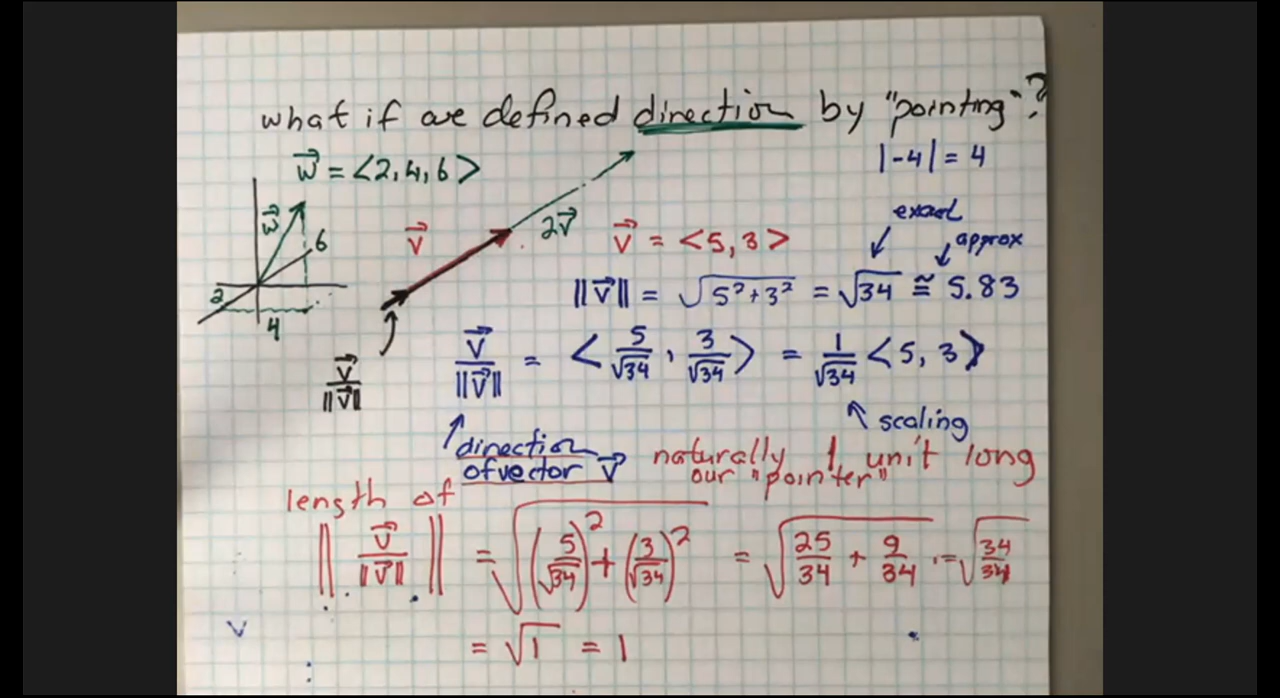 what if we defined direction by "pointing"?
w⃗ = <2, 4, 6>
|-4| = 4
w⃗
6
2
4
v⃗
2v⃗
v⃗ / ||v⃗||
v⃗ = <5, 3>
exact
approx
||v⃗|| = √(5² + 3²) = √34 ≅ 5.83
v⃗ / ||v⃗|| = <5/√34, 3/√34> = 1/√34 <5, 3>
scaling
direction
of vector v⃗
naturally 1 unit long
our "pointer"
length of
|| v⃗ / ||v⃗|| || = √((5/√34)² + (3/√34)²) = √(25/34 + 9/34) = √(34/34)
= √1 = 1